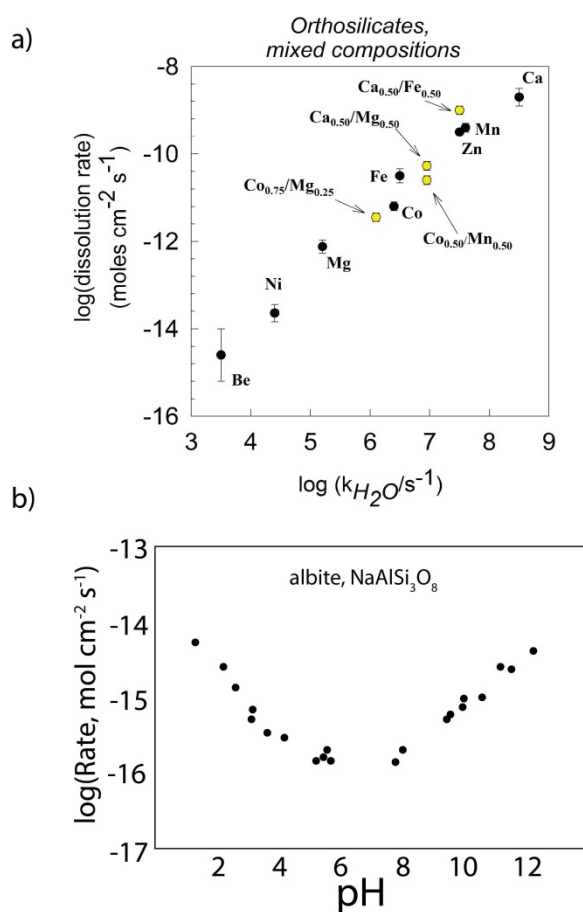 a)
Orthosilicates,
mixed compositions
log(dissolution rate)
(moles cm-2 s-1)
-8
-10
-12
-14
-16
Ca
Ca0.50/Fe0.50
Ca0.50/Mg0.50
Mn
Zn
Fe
Co0.75/Mg0.25
Co
Co0.50/Mn0.50
Mg
Ni
Be
3 4 5 6 7 8 9
log (kH2O/s-1)
b)
log(Rate, mol cm-2 s-1)
-13
-14
-15
-16
-17
albite, NaAlSi3O8
2 4 6 8 10 12
pH